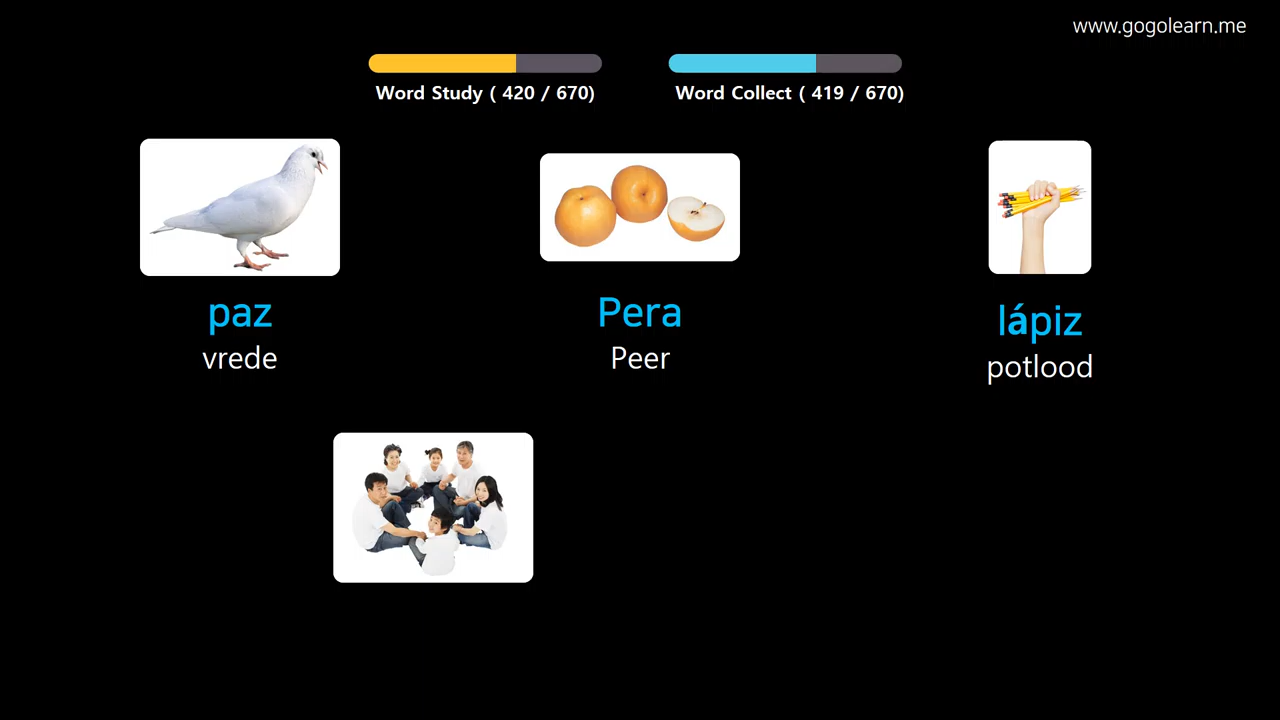 www.gogolearn.me
Word Study ( 420 / 670)
Word Collect ( 419 / 670)
paz
vrede
Pera
Peer
lápiz
potlood